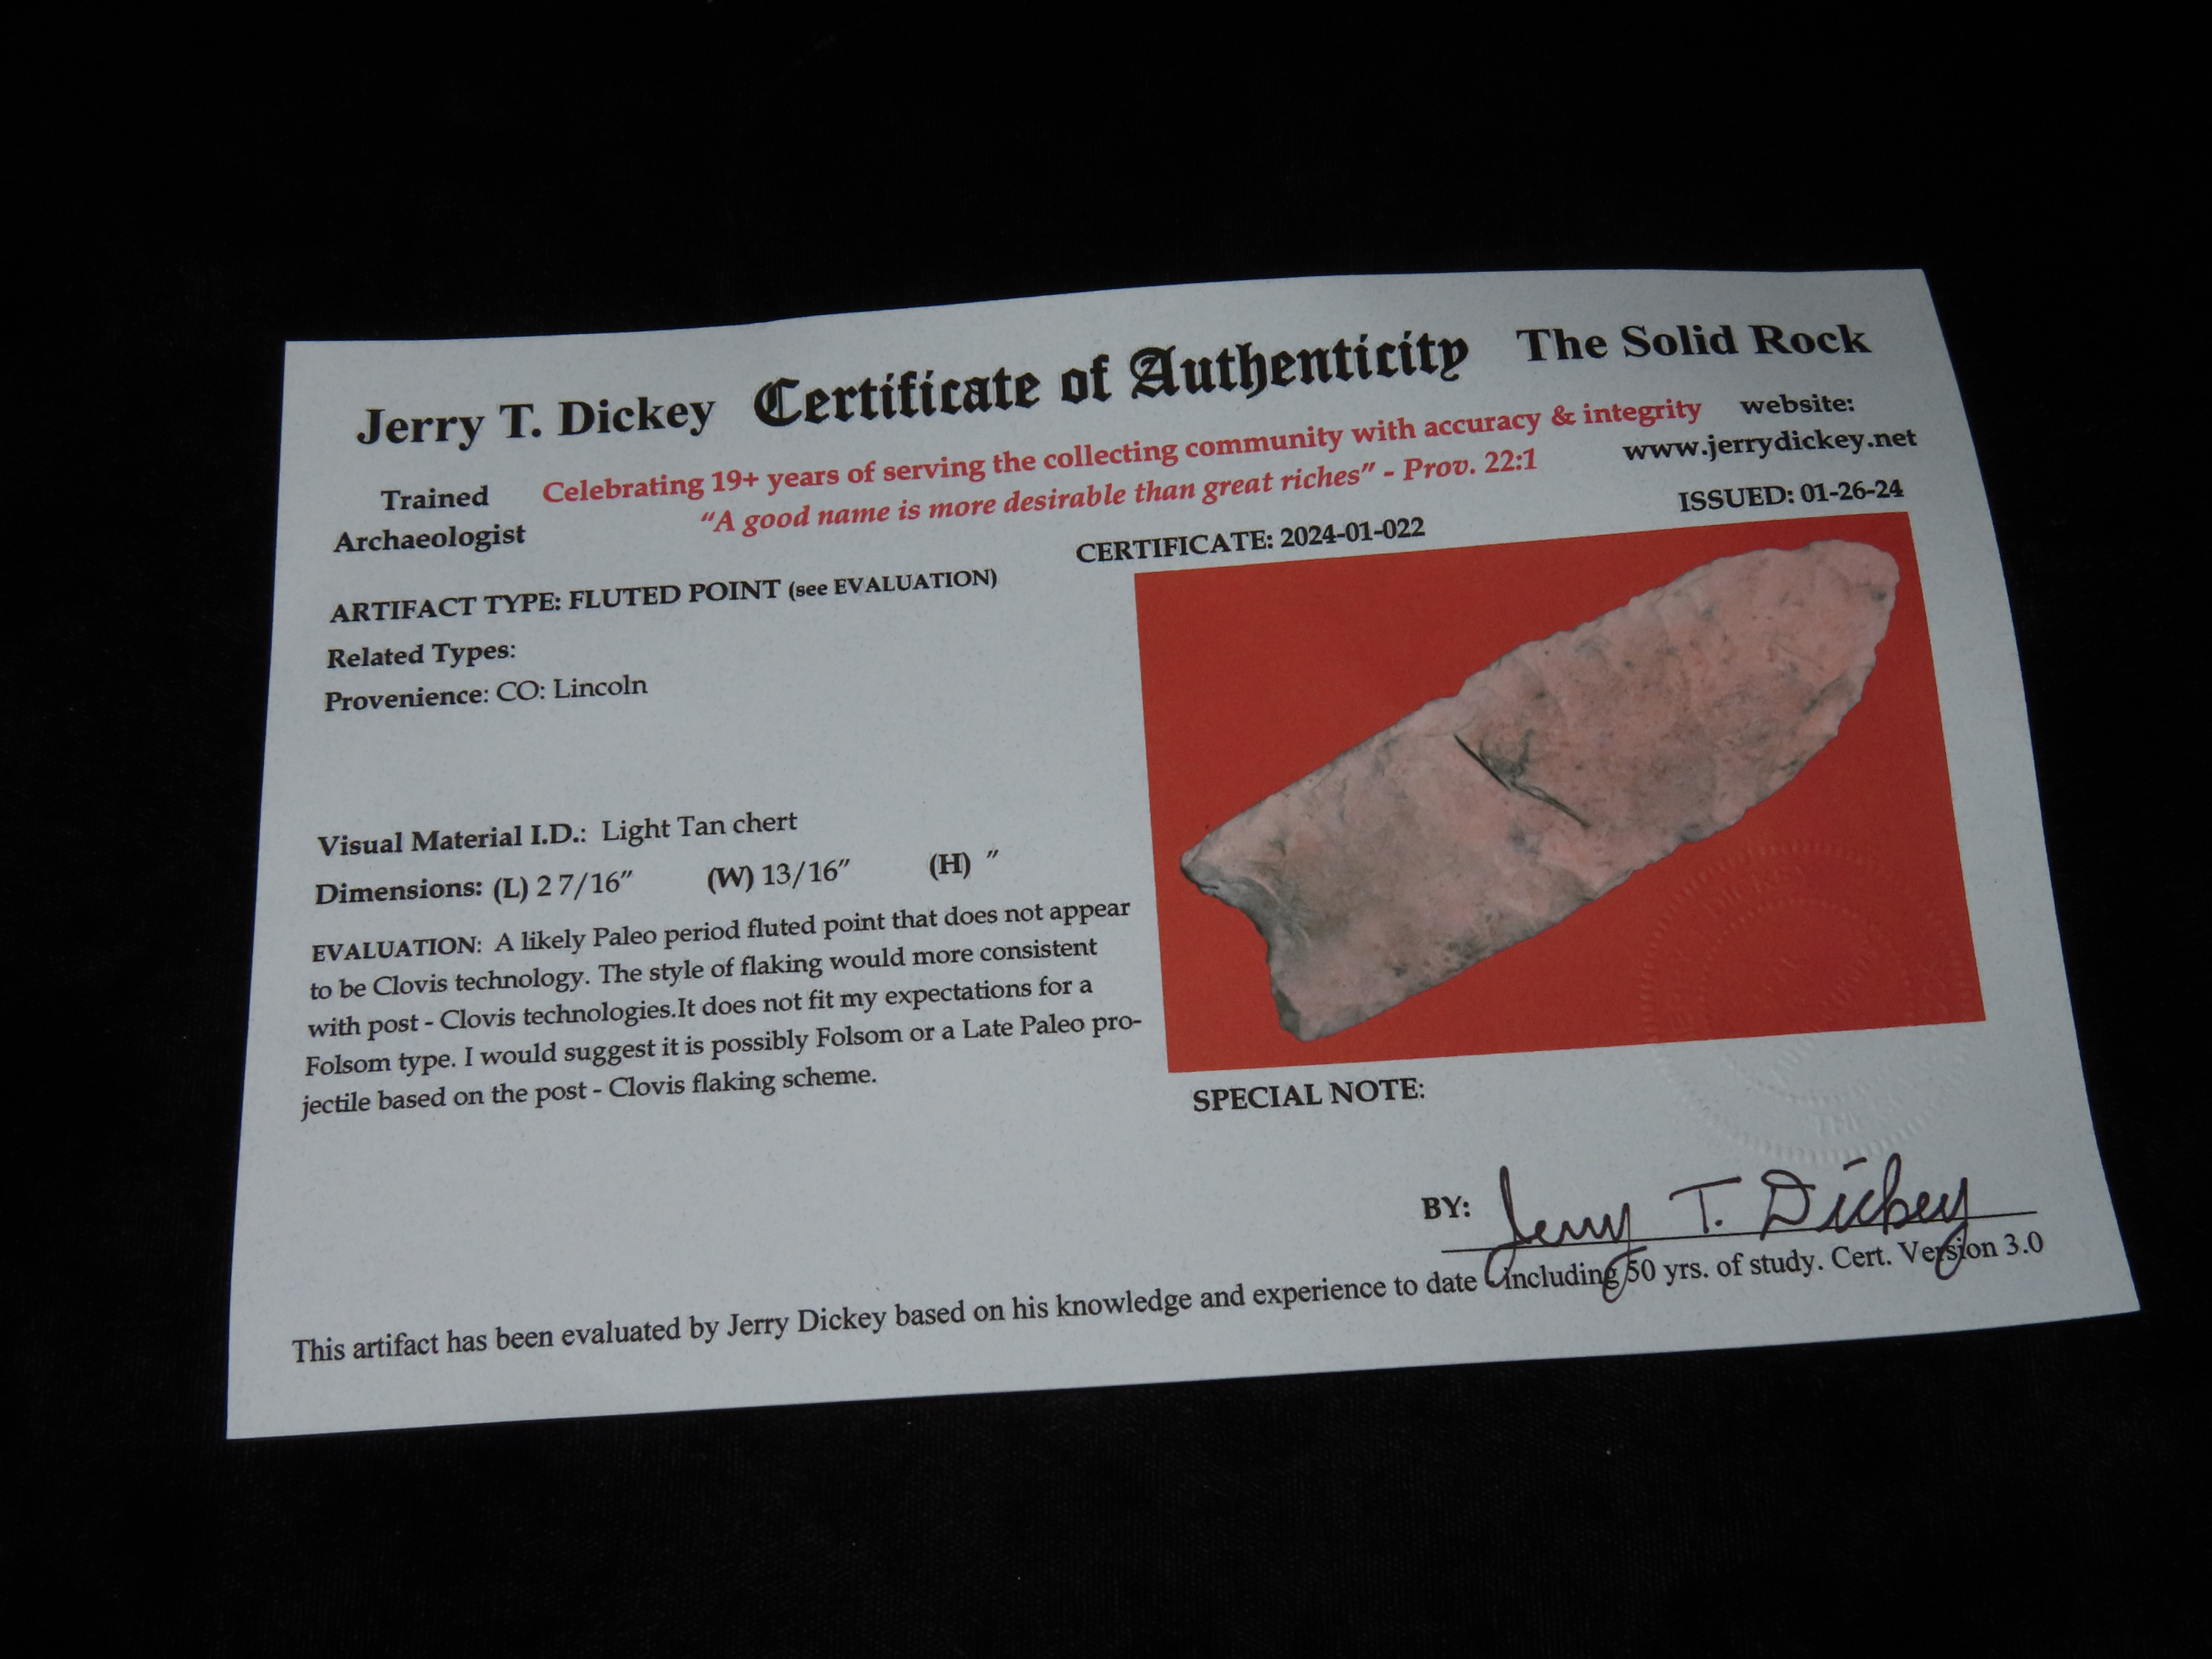 Jerry T. Dickey Certificate of Authenticity The Solid Rock
Trained
Archaeologist
Celebrating 19+ years of serving the collecting community with accuracy & integrity
"A good name is more desirable than great riches" - Prov. 22:1
website:
www.jerrydickey.net
ISSUED: 01-26-24
CERTIFICATE: 2024-01-022
ARTIFACT TYPE: FLUTED POINT (see EVALUATION)
Related Types:
Provenience: CO: Lincoln
Visual Material I.D.: Light Tan chert
Dimensions: (L) 2 7/16" (W) 13/16" (H) "
EVALUATION: A likely Paleo period fluted point that does not appear
to be Clovis technology. The style of flaking would more consistent
with post - Clovis technologies.It does not fit my expectations for a
Folsom type. I would suggest it is possibly Folsom or a Late Paleo pro-
jectile based on the post - Clovis flaking scheme.
SPECIAL NOTE:
BY: Jerry T. Dickey
This artifact has been evaluated by Jerry Dickey based on his knowledge and experience to date including 50 yrs. of study. Cert. Version 3.0